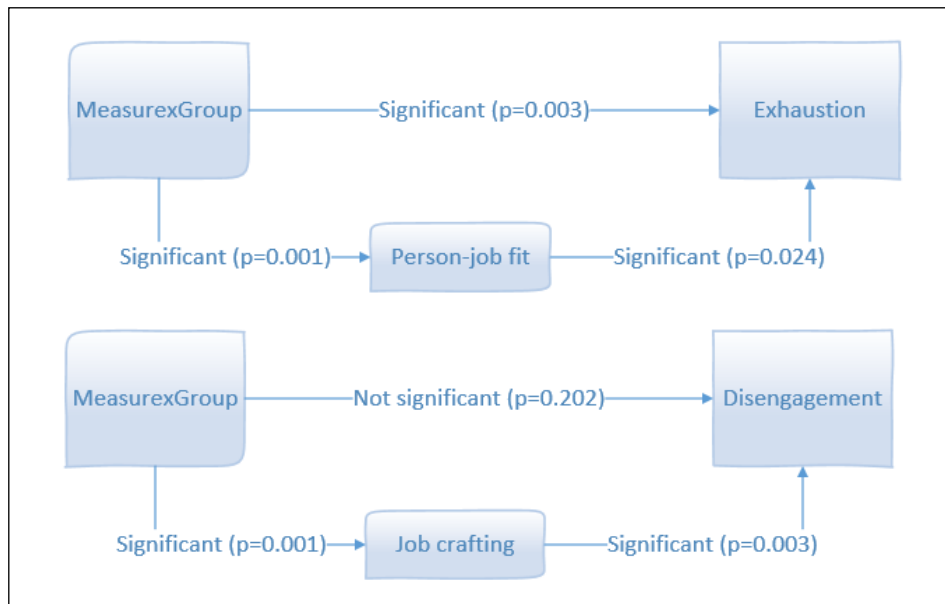 MeasurexGroup
Significant (p=0.003)
Exhaustion
Significant (p=0.001)
Person-job fit
Significant (p=0.024)
MeasurexGroup
Not significant (p=0.202)
Disengagement
Significant (p=0.001)
Job crafting
Significant (p=0.003)